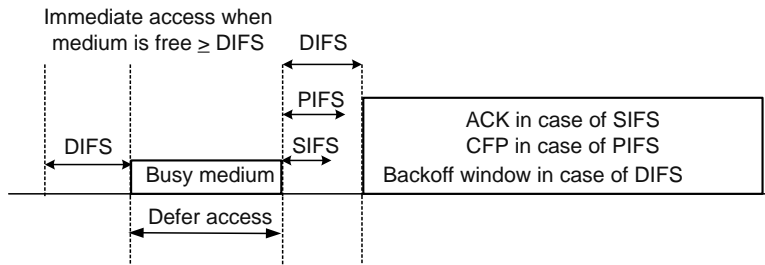 Immediate access when
medium is free ≥ DIFS
DIFS
PIFS
DIFS
SIFS
Busy medium
Defer access
ACK in case of SIFS
CFP in case of PIFS
Backoff window in case of DIFS